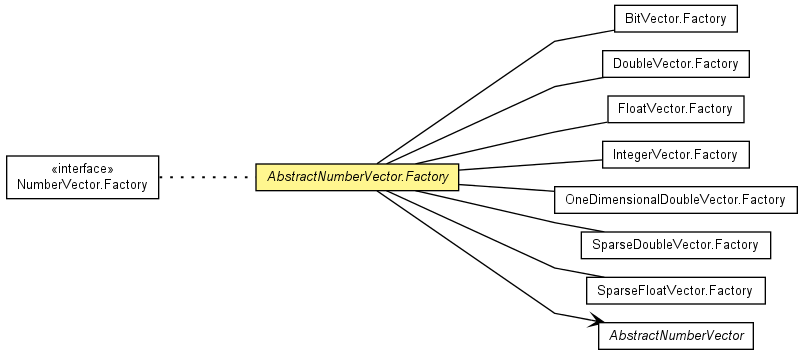 «interface»
NumberVector.Factory
AbstractNumberVector.Factory
BitVector.Factory
DoubleVector.Factory
FloatVector.Factory
IntegerVector.Factory
OneDimensionalDoubleVector.Factory
SparseDoubleVector.Factory
SparseFloatVector.Factory
AbstractNumberVector